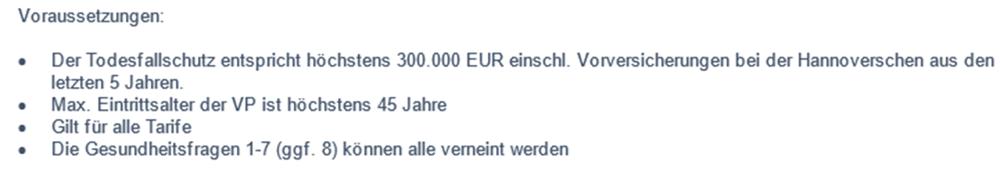 Voraussetzungen:
• Der Todesfallschutz entspricht höchstens 300.000 EUR einschl. Vorversicherungen bei der Hannoverschen aus den
letzten 5 Jahren.
• Max. Eintrittsalter der VP ist höchstens 45 Jahre
• Gilt für alle Tarife
• Die Gesundheitsfragen 1-7 (ggf. 8) können alle verneint werden